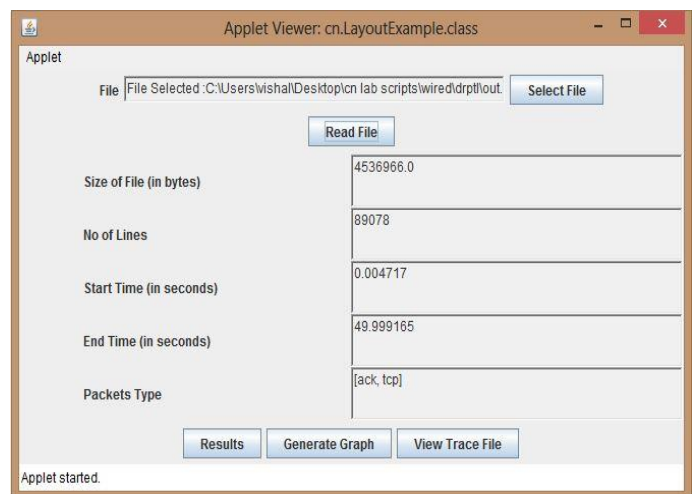 Applet Viewer: cn.LayoutExample.class
Applet
File File Selected :C:\Users\vishal\Desktop\cn lab scripts\wired\drptl\out. Select File
Read File
Size of File (in bytes) 4536966.0
No of Lines 89078
Start Time (in seconds) 0.004717
End Time (in seconds) 49.999165
Packets Type [ack, tcp]
Results Generate Graph View Trace File
Applet started.